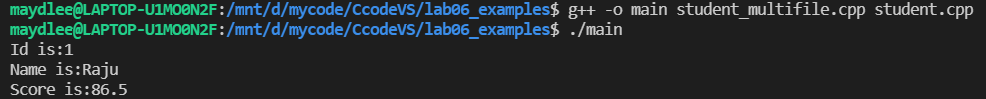 maydlee@LAPTOP-U1MO0N2F:/mnt/d/mycode/CcodeVS/lab06_examples$ g++ -o main student_multifile.cpp student.cpp
maydlee@LAPTOP-U1MO0N2F:/mnt/d/mycode/CcodeVS/lab06_examples$ ./main
Id is:1
Name is:Raju
Score is:86.5